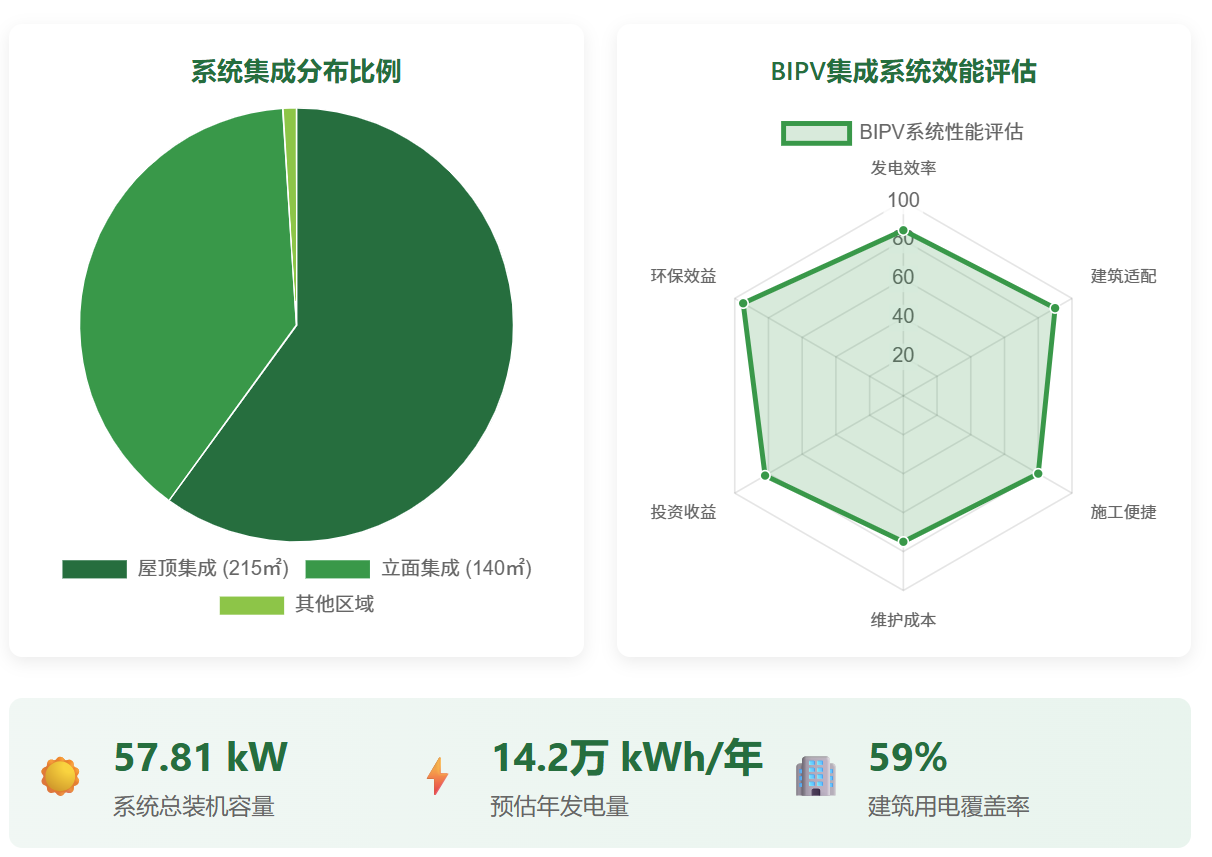 系统集成分布比例
屋顶集成 (215㎡)
立面集成 (140㎡)
其他区域
BIPV集成系统效能评估
BIPV系统性能评估
发电效率
100
80
60
40
20
环保效益
建筑适配
投资收益
施工便捷
维护成本
57.81 kW
系统总装机容量
14.2万 kWh/年
预估年发电量
59%
建筑用电覆盖率